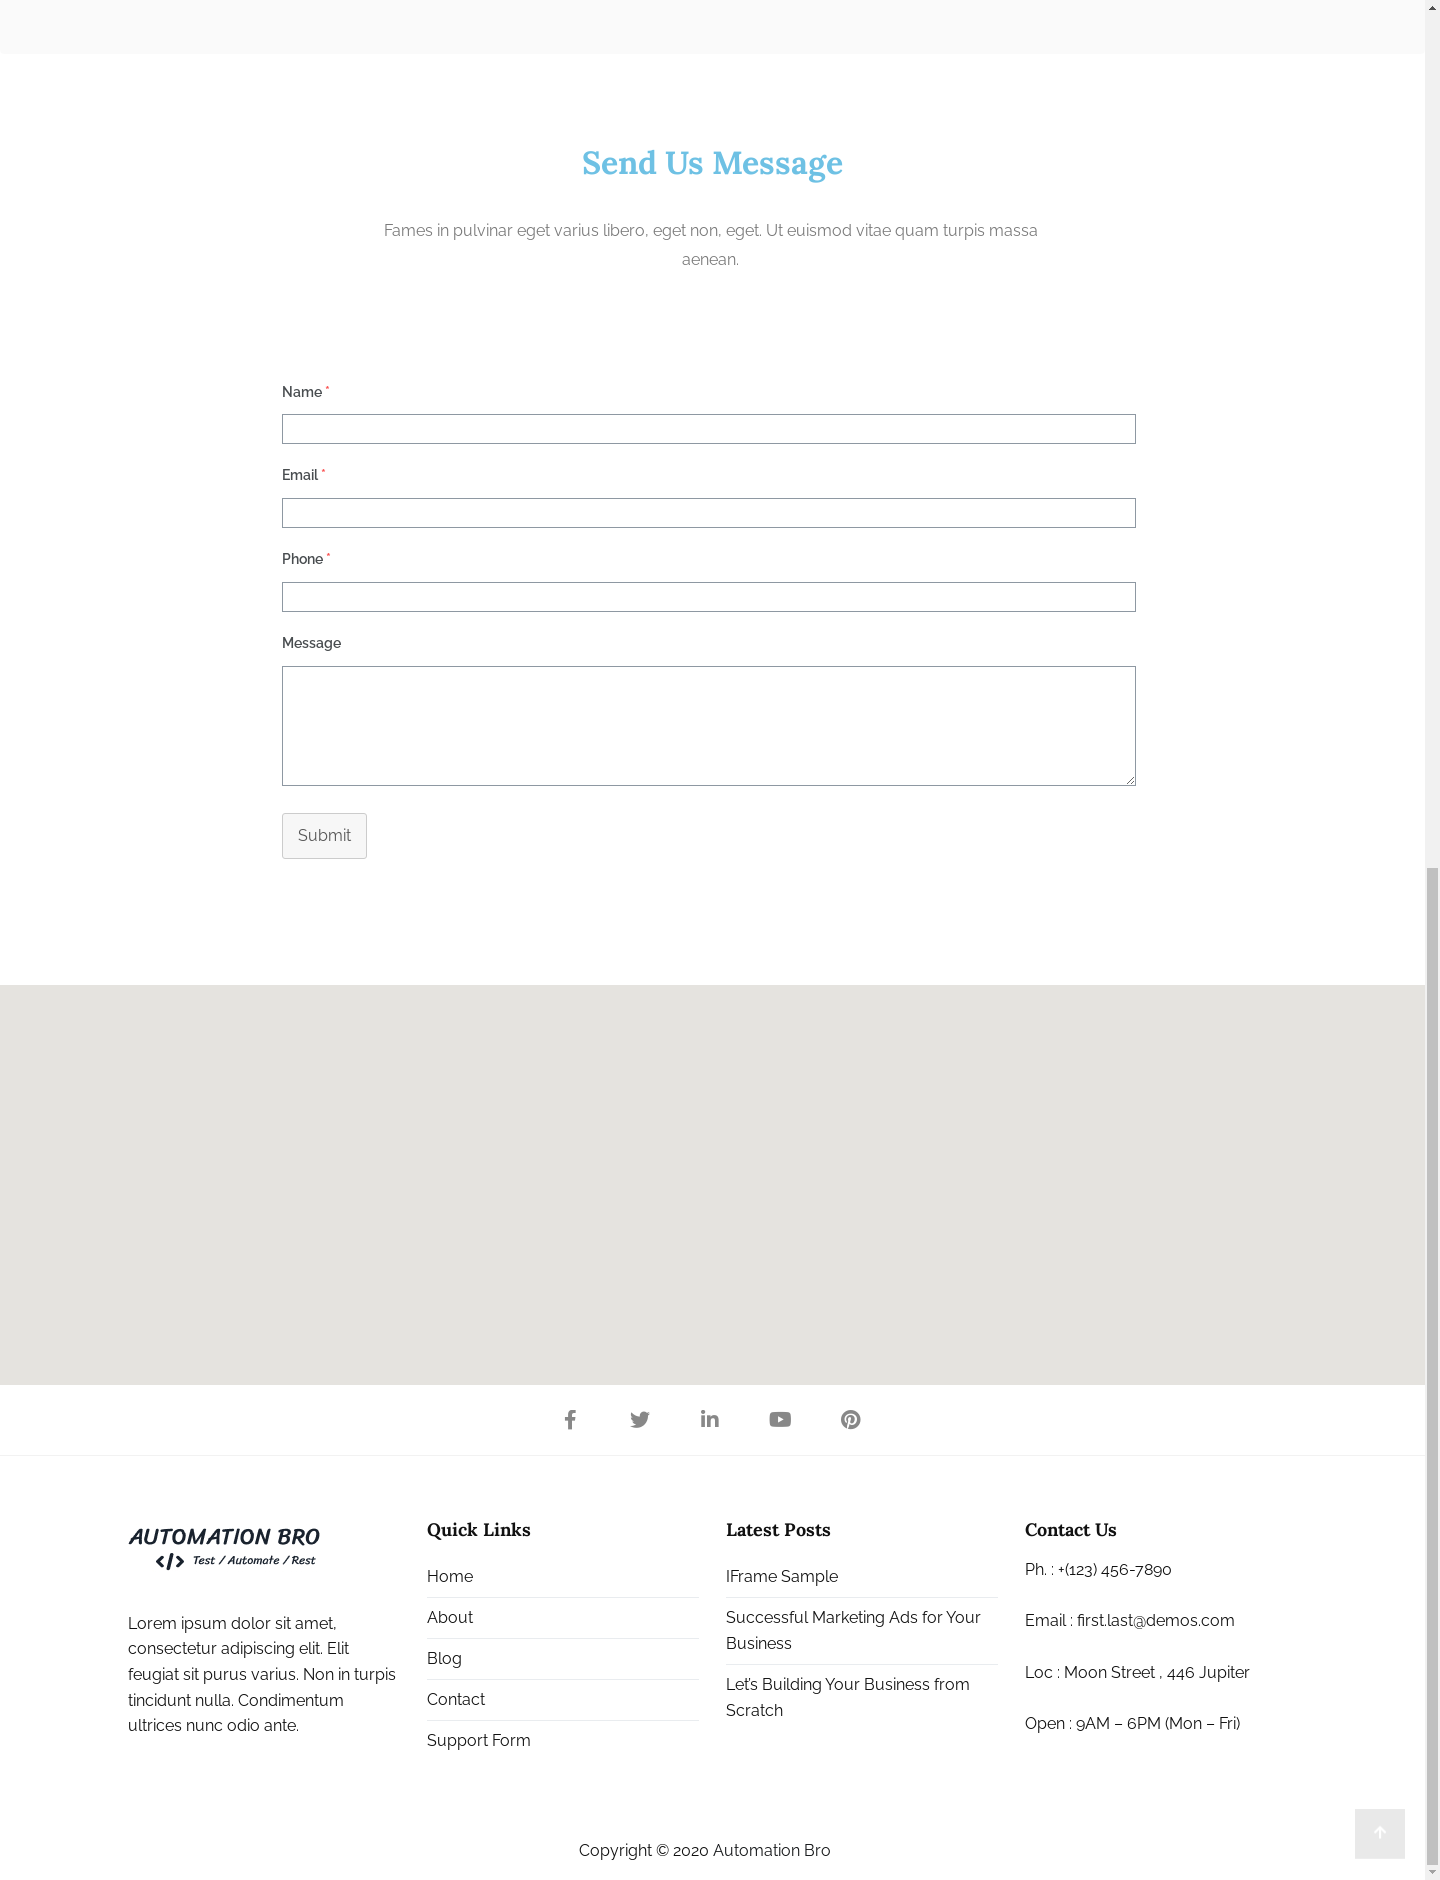 Send Us Message
Fames in pulvinar eget varius libero, eget non, eget. Ut euismod vitae quam turpis massa
aenean.
Name *
Email *
Phone *
Message
Submit
AUTOMATION BRO
</> Test / Automate / Rest
Lorem ipsum dolor sit amet,
consectetur adipiscing elit. Elit
feugiat sit purus varius. Non in turpis
tincidunt nulla. Condimentum
ultrices nunc odio ante.
Quick Links
Home
About
Blog
Contact
Support Form
Latest Posts
IFrame Sample
Successful Marketing Ads for Your
Business
Let’s Building Your Business from
Scratch
Contact Us
Ph. : +(123) 456-7890
Email : first.last@demos.com
Loc : Moon Street , 446 Jupiter
Open : 9AM – 6PM (Mon – Fri)
Copyright © 2020 Automation Bro